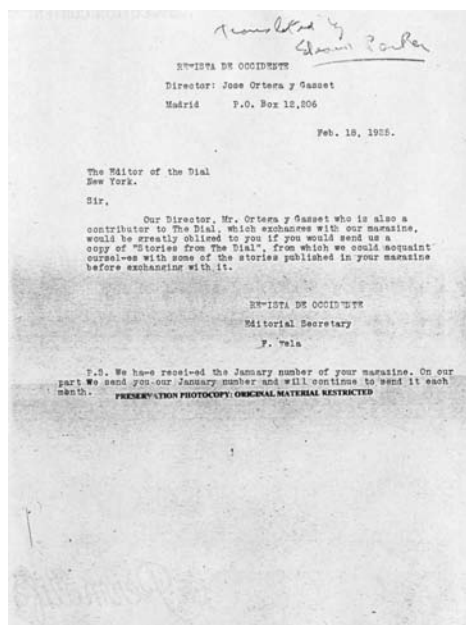 Translated by
Parker
RE"ISTA DE OCCIDENTE
Director: Jose Ortega y Gasset
Madrid P.O. Box 12,206
Feb. 18, 1925.
The Editor of the Dial
New York.
Sir,
Our Director, Mr. Ortega y Gasset who is also a
contributor to The Dial, which exchanges with our magazine,
would be greatly obliged to you if you would send us a
copy of "Stories from The Dial", from which we could acquaint
oursel-es with some of the stories published in your magazine
before exchanging with it.
RE"ISTA DE OCCIDENTE
Editorial Secretary
F. Vela
P.S. We ha-e recei-ed the January number of your magazine. On our
part We send you our January number and will continue to send it each
month. PRESERVATION PHOTOCOPY: ORIGINAL MATERIAL RESTRICTED